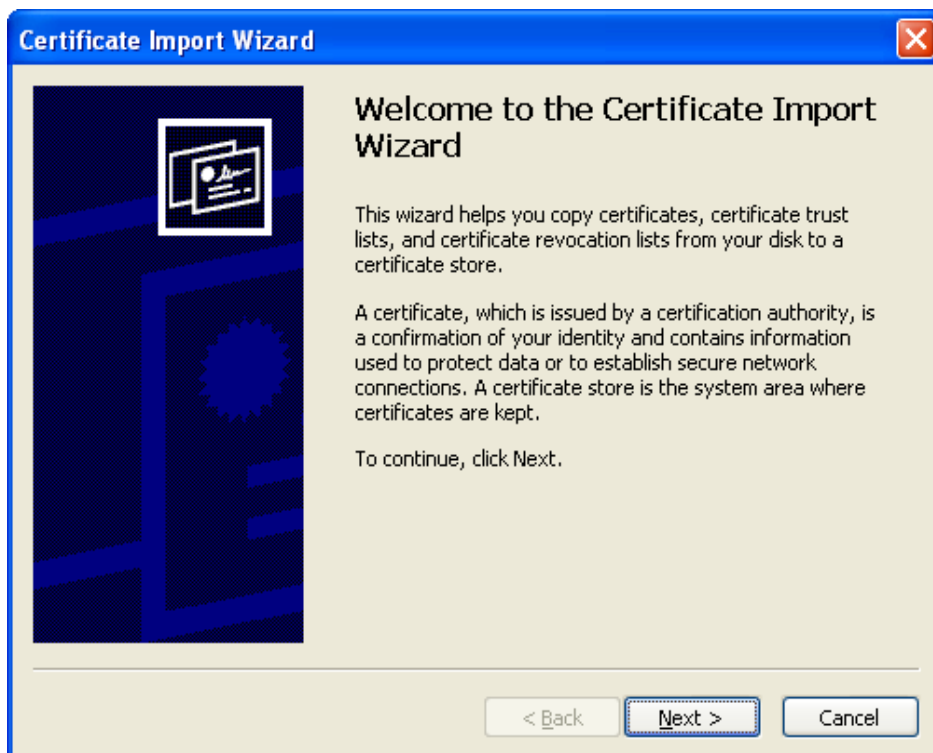 Certificate Import Wizard
Welcome to the Certificate Import
Wizard
This wizard helps you copy certificates, certificate trust
lists, and certificate revocation lists from your disk to a
certificate store.
A certificate, which is issued by a certification authority, is
a confirmation of your identity and contains information
used to protect data or to establish secure network
connections. A certificate store is the system area where
certificates are kept.
To continue, click Next.
< Back
Next >
Cancel